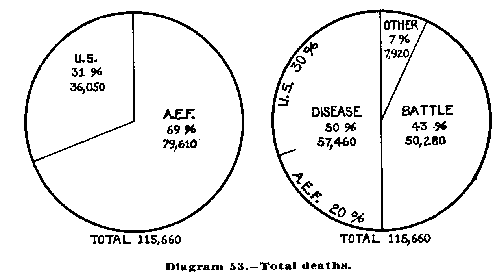 U.S.
31 %
36,050
A.E.F.
69 %
79,610
TOTAL 115,660
OTHER
7 %
7,920
U.S. 30 %
DISEASE
50 %
57,460
BATTLE
43 %
50,280
A.E.F. 20 %
TOTAL 115,660
Diagram 53.—Total deaths.